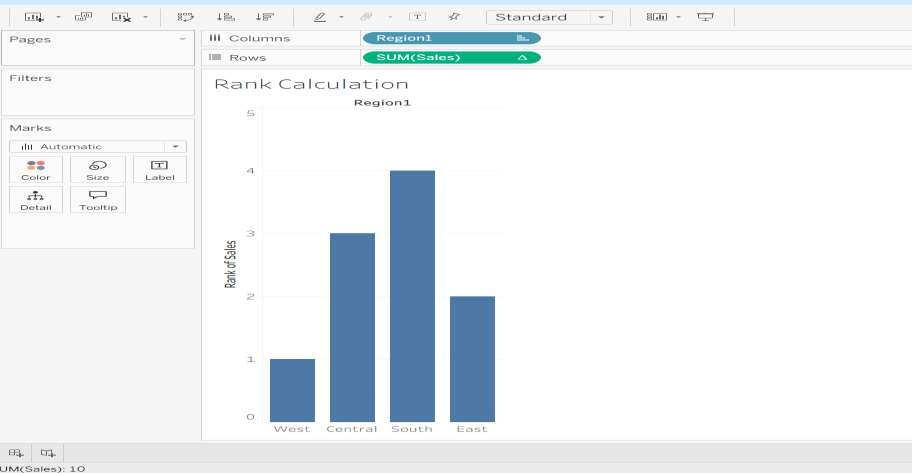 Standard
Pages
Columns
Region1
Rows
SUM(Sales)
Filters
Marks
Automatic
Color
Size
Label
Detail
Tooltip
Rank Calculation
Region1
5
4
3
2
1
0
Rank of Sales
West Central South East
UM(Sales): 10